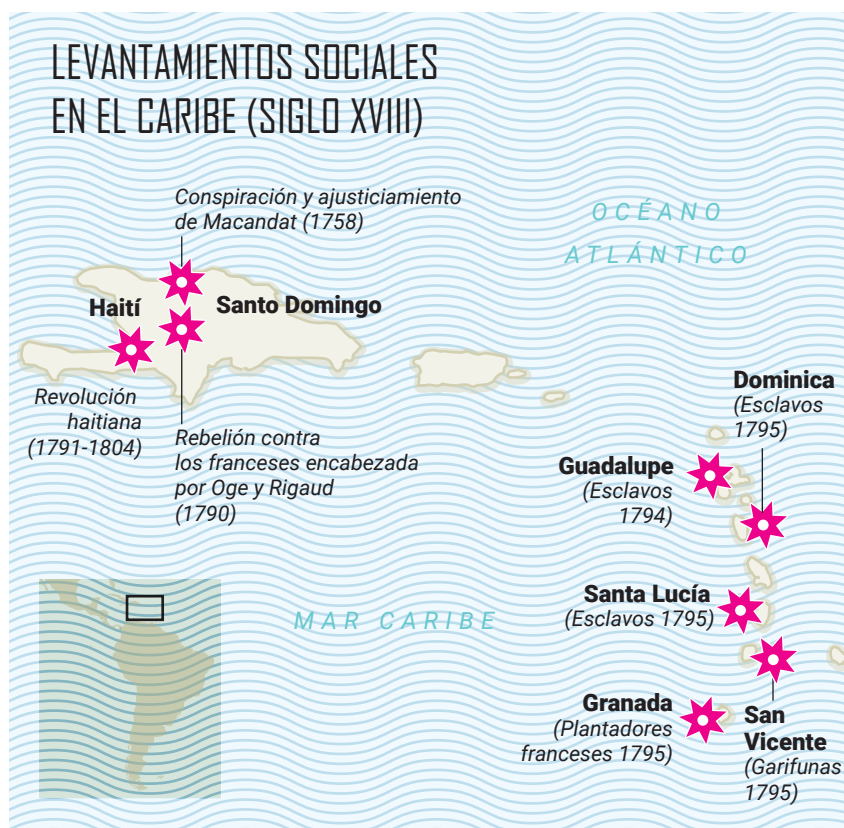 LEVANTAMIENTOS SOCIALES
EN EL CARIBE (SIGLO XVIII)
Conspiración y ajusticiamiento
de Macandat (1758)
OCÉANO
ATLÁNTICO
Haití
Santo Domingo
Revolución
haitiana
(1791-1804)
Rebelión contra
los franceses encabezada
por Oge y Rigaud
(1790)
Dominica
(Esclavos
1795)
Guadalupe
(Esclavos
1794)
MAR CARIBE
Santa Lucía
(Esclavos 1795)
Granada
(Plantadores
franceses 1795)
San
Vicente
(Garifunas
1795)